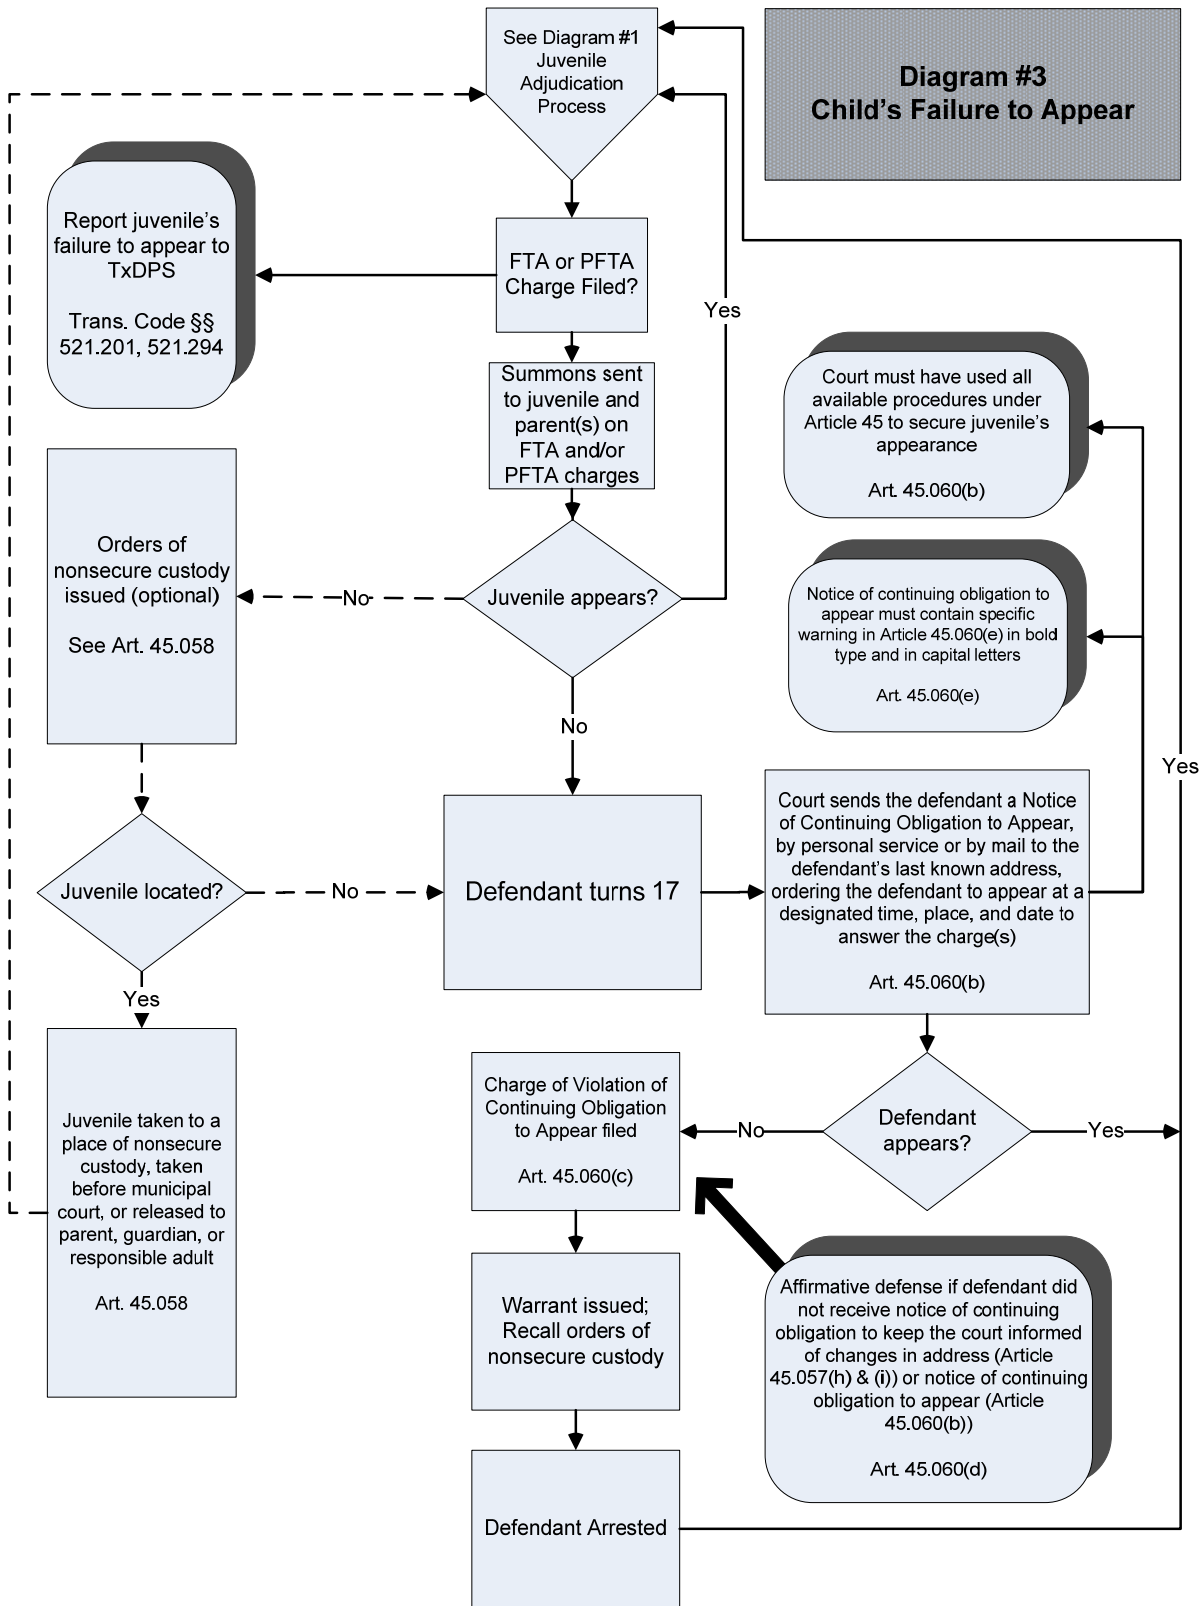 See Diagram #1
Juvenile
Adjudication
Process
Diagram #3
Child's Failure to Appear
Report juvenile's
failure to appear to
TxDPS
Trans. Code §§
521.201, 521.294
FTA or PFTA
Charge Filed?
Yes
Summons sent
to juvenile and
parent(s) on
FTA and/or
PFTA charges
Court must have used all
available procedures under
Article 45 to secure juvenile's
appearance
Art. 45.060(b)
Orders of
nonsecure custody
issued (optional)
See Art. 45.058
No
Juvenile appears?
Notice of continuing obligation to
appear must contain specific
warning in Article 45.060(e) in bold
type and in capital letters
Art. 45.060(e)
No
Yes
Juvenile located?
No
Defendant turns 17
Court sends the defendant a Notice
of Continuing Obligation to Appear,
by personal service or by mail to the
defendant's last known address,
ordering the defendant to appear at a
designated time, place, and date to
answer the charge(s)
Art. 45.060(b)
Yes
Juvenile taken to a
place of nonsecure
custody, taken
before municipal
court, or released to
parent, guardian, or
responsible adult
Art. 45.058
Charge of Violation of
Continuing Obligation
to Appear filed
Art. 45.060(c)
No
Defendant
appears?
Yes
Warrant issued;
Recall orders of
nonsecure custody
Affirmative defense if defendant did
not receive notice of continuing
obligation to keep the court informed
of changes in address (Article
45.057(h) & (i)) or notice of continuing
obligation to appear (Article
45.060(b))
Art. 45.060(d)
Defendant Arrested